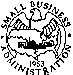 SMALL BUSINESS
ADMINISTRATION
1953